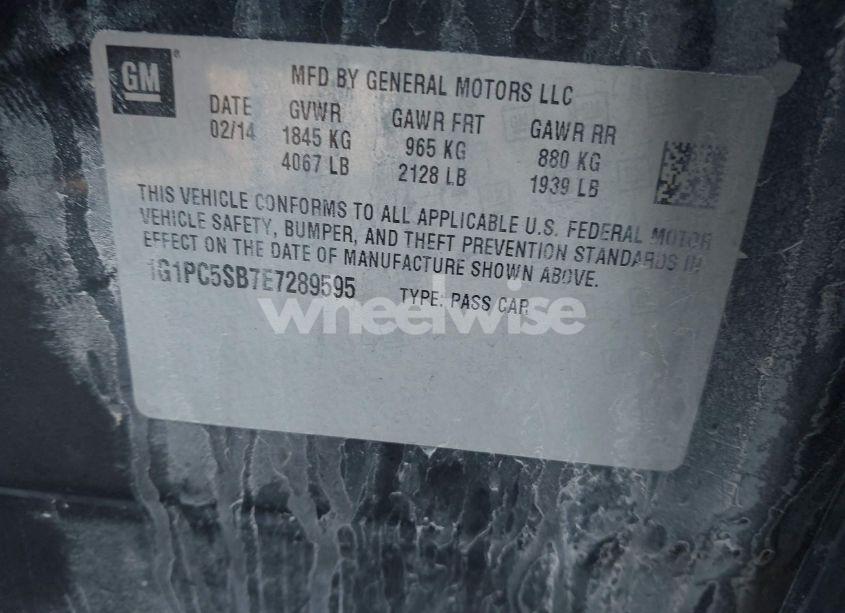 GM
MFD BY GENERAL MOTORS LLC
DATE GVWR GAWR FRT GAWR RR
02/14 1845 KG 965 KG 880 KG
4067 LB 2128 LB 1939 LB
THIS VEHICLE CONFORMS TO ALL APPLICABLE U.S. FEDERAL MOTOR
VEHICLE SAFETY, BUMPER, AND THEFT PREVENTION STANDARDS IN
EFFECT ON THE DATE OF MANUFACTURE SHOWN ABOVE.
1G1PC5SB7E7289595 TYPE: PASS CAR
wheelwise